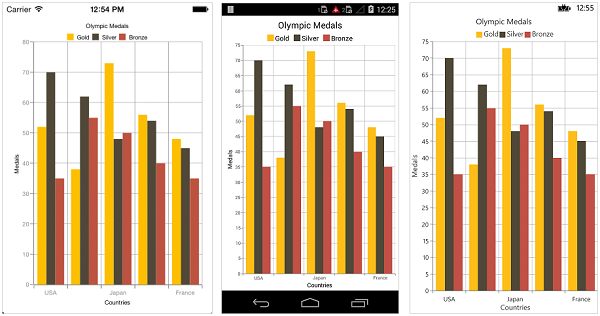 Carrier 12:54 PM
Olympic Medals
Gold Silver Bronze
80
70
60
50
40
30
20
10
0
Medals
USA Japan France
Countries
12:25
Olympic Medals
Gold Silver Bronze
75
70
65
60
55
50
45
40
35
30
25
20
15
10
5
0
Medals
USA Japan France
Countries
12:55
Olympic Medals
Gold Silver Bronze
75
70
65
60
55
50
45
40
35
30
25
20
15
10
5
0
Medals
USA Japan France
Countries